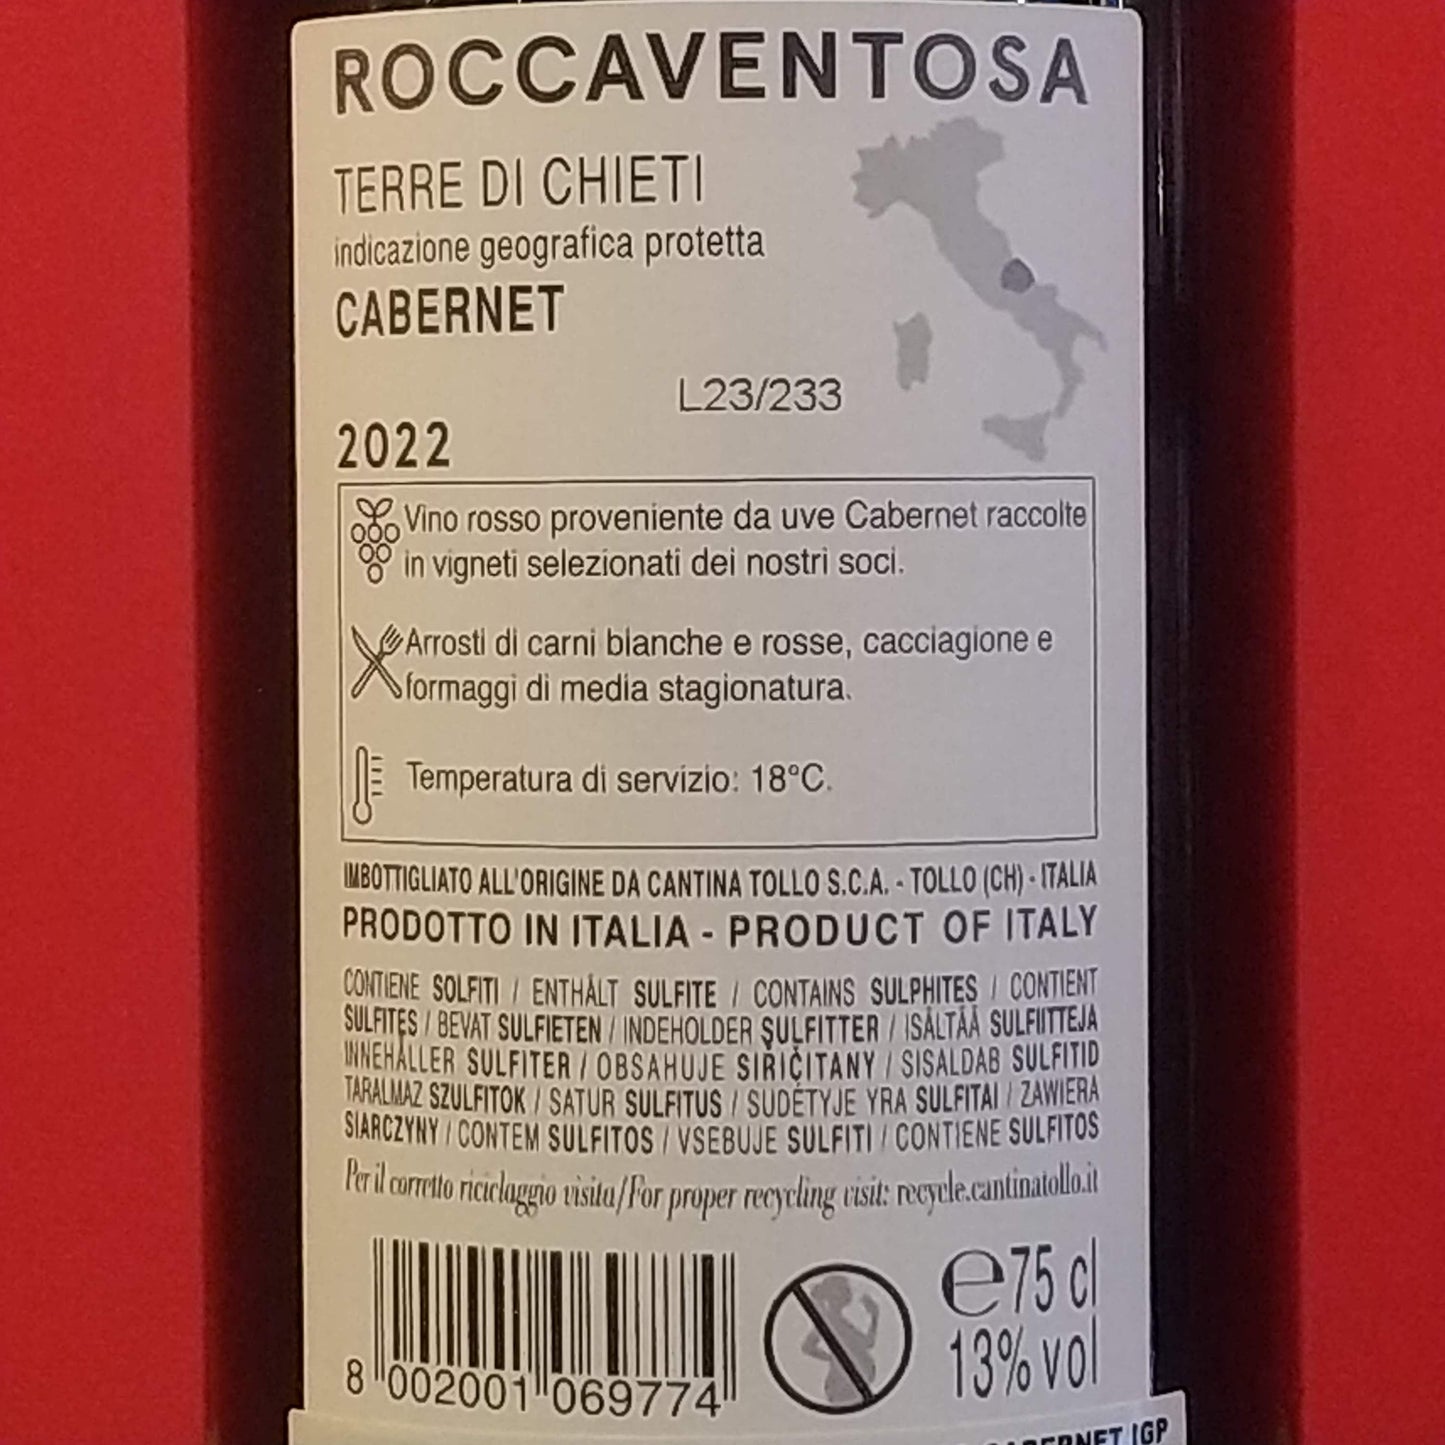 ROCCAVENTOSA
TERRE DI CHIETI
indicazione geografica protetta
CABERNET
L23/233
2022
Vino rosso proveniente da uve Cabernet raccolte
in vigneti selezionati dei nostri soci.
Arrosti di carni bianche e rosse, cacciagione e
formaggi di media stagionatura.
Temperatura di servizio: 18°C.
IMBOTTIGLIATO ALL'ORIGINE DA CANTINA TOLLO S.C.A. - TOLLO (CH) - ITALIA
PRODOTTO IN ITALIA - PRODUCT OF ITALY
CONTIENE SOLFITI / ENTHÄLT SULFITE / CONTAINS SULPHITES / CONTIENT
SULFITES / BEVAT SULFIETEN / INDEHOLDER SULFITTER / ISÄLTÄÄ SULFIITTEJA
INNEHÅLLER SULFITER / OBSAHUJE SIŘIČITANY / SISALDAB SULFITID
TARALMAZ SZULFITOK / SATUR SULFITUS / SUDĖTYJE YRA SULFITAI / ZAWIERA
SIARCZYNY / CONTEM SULFITOS / VSEBUJE SULFITI / CONTIENE SULFITOS
Per il corretto riciclaggio visita/For proper recycling visit: recycle.cantinatollo.it
e 75 cl
13% vol
8 002001 069774
CABERNET IGP